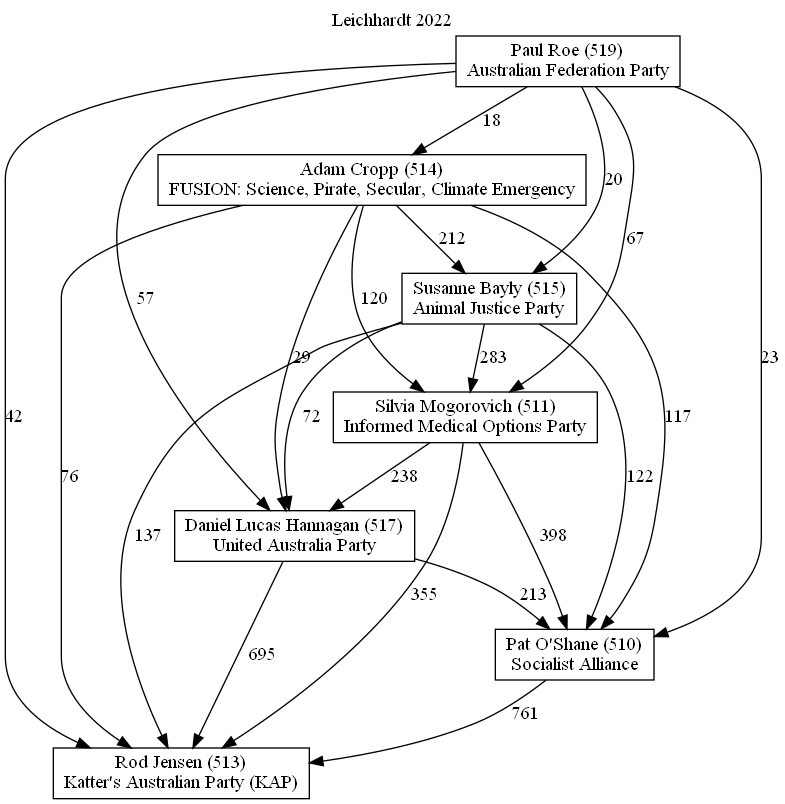 Leichhardt 2022
Paul Roe (519)
Australian Federation Party
18
Adam Cropp (514)
FUSION: Science, Pirate, Secular, Climate Emergency
20
212
67
Susanne Bayly (515)
Animal Justice Party
57
120
29
283
23
Silvia Mogorovich (511)
Informed Medical Options Party
42
72
117
76
238
122
Daniel Lucas Hannagan (517)
United Australia Party
137
398
355
213
Pat O'Shane (510)
Socialist Alliance
695
761
Rod Jensen (513)
Katter's Australian Party (KAP)